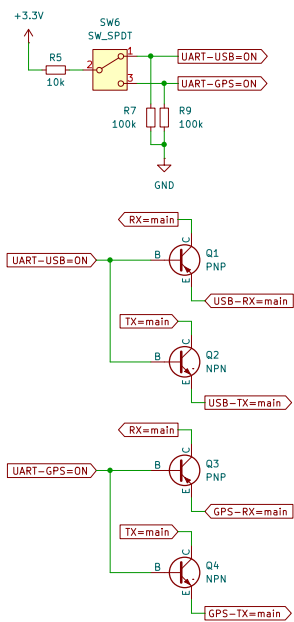 +3.3V
SW6
SW_SPDT
R5
10k
2
1
3
UART-USB=ON
UART-GPS=ON
R7
100k
R9
100k
GND
RX=main
C
UART-USB=ON
B
Q1
PNP
E
USB-RX=main
TX=main
C
B
Q2
NPN
E
USB-TX=main
RX=main
C
UART-GPS=ON
B
Q3
PNP
E
GPS-RX=main
TX=main
C
B
Q4
NPN
E
GPS-TX=main